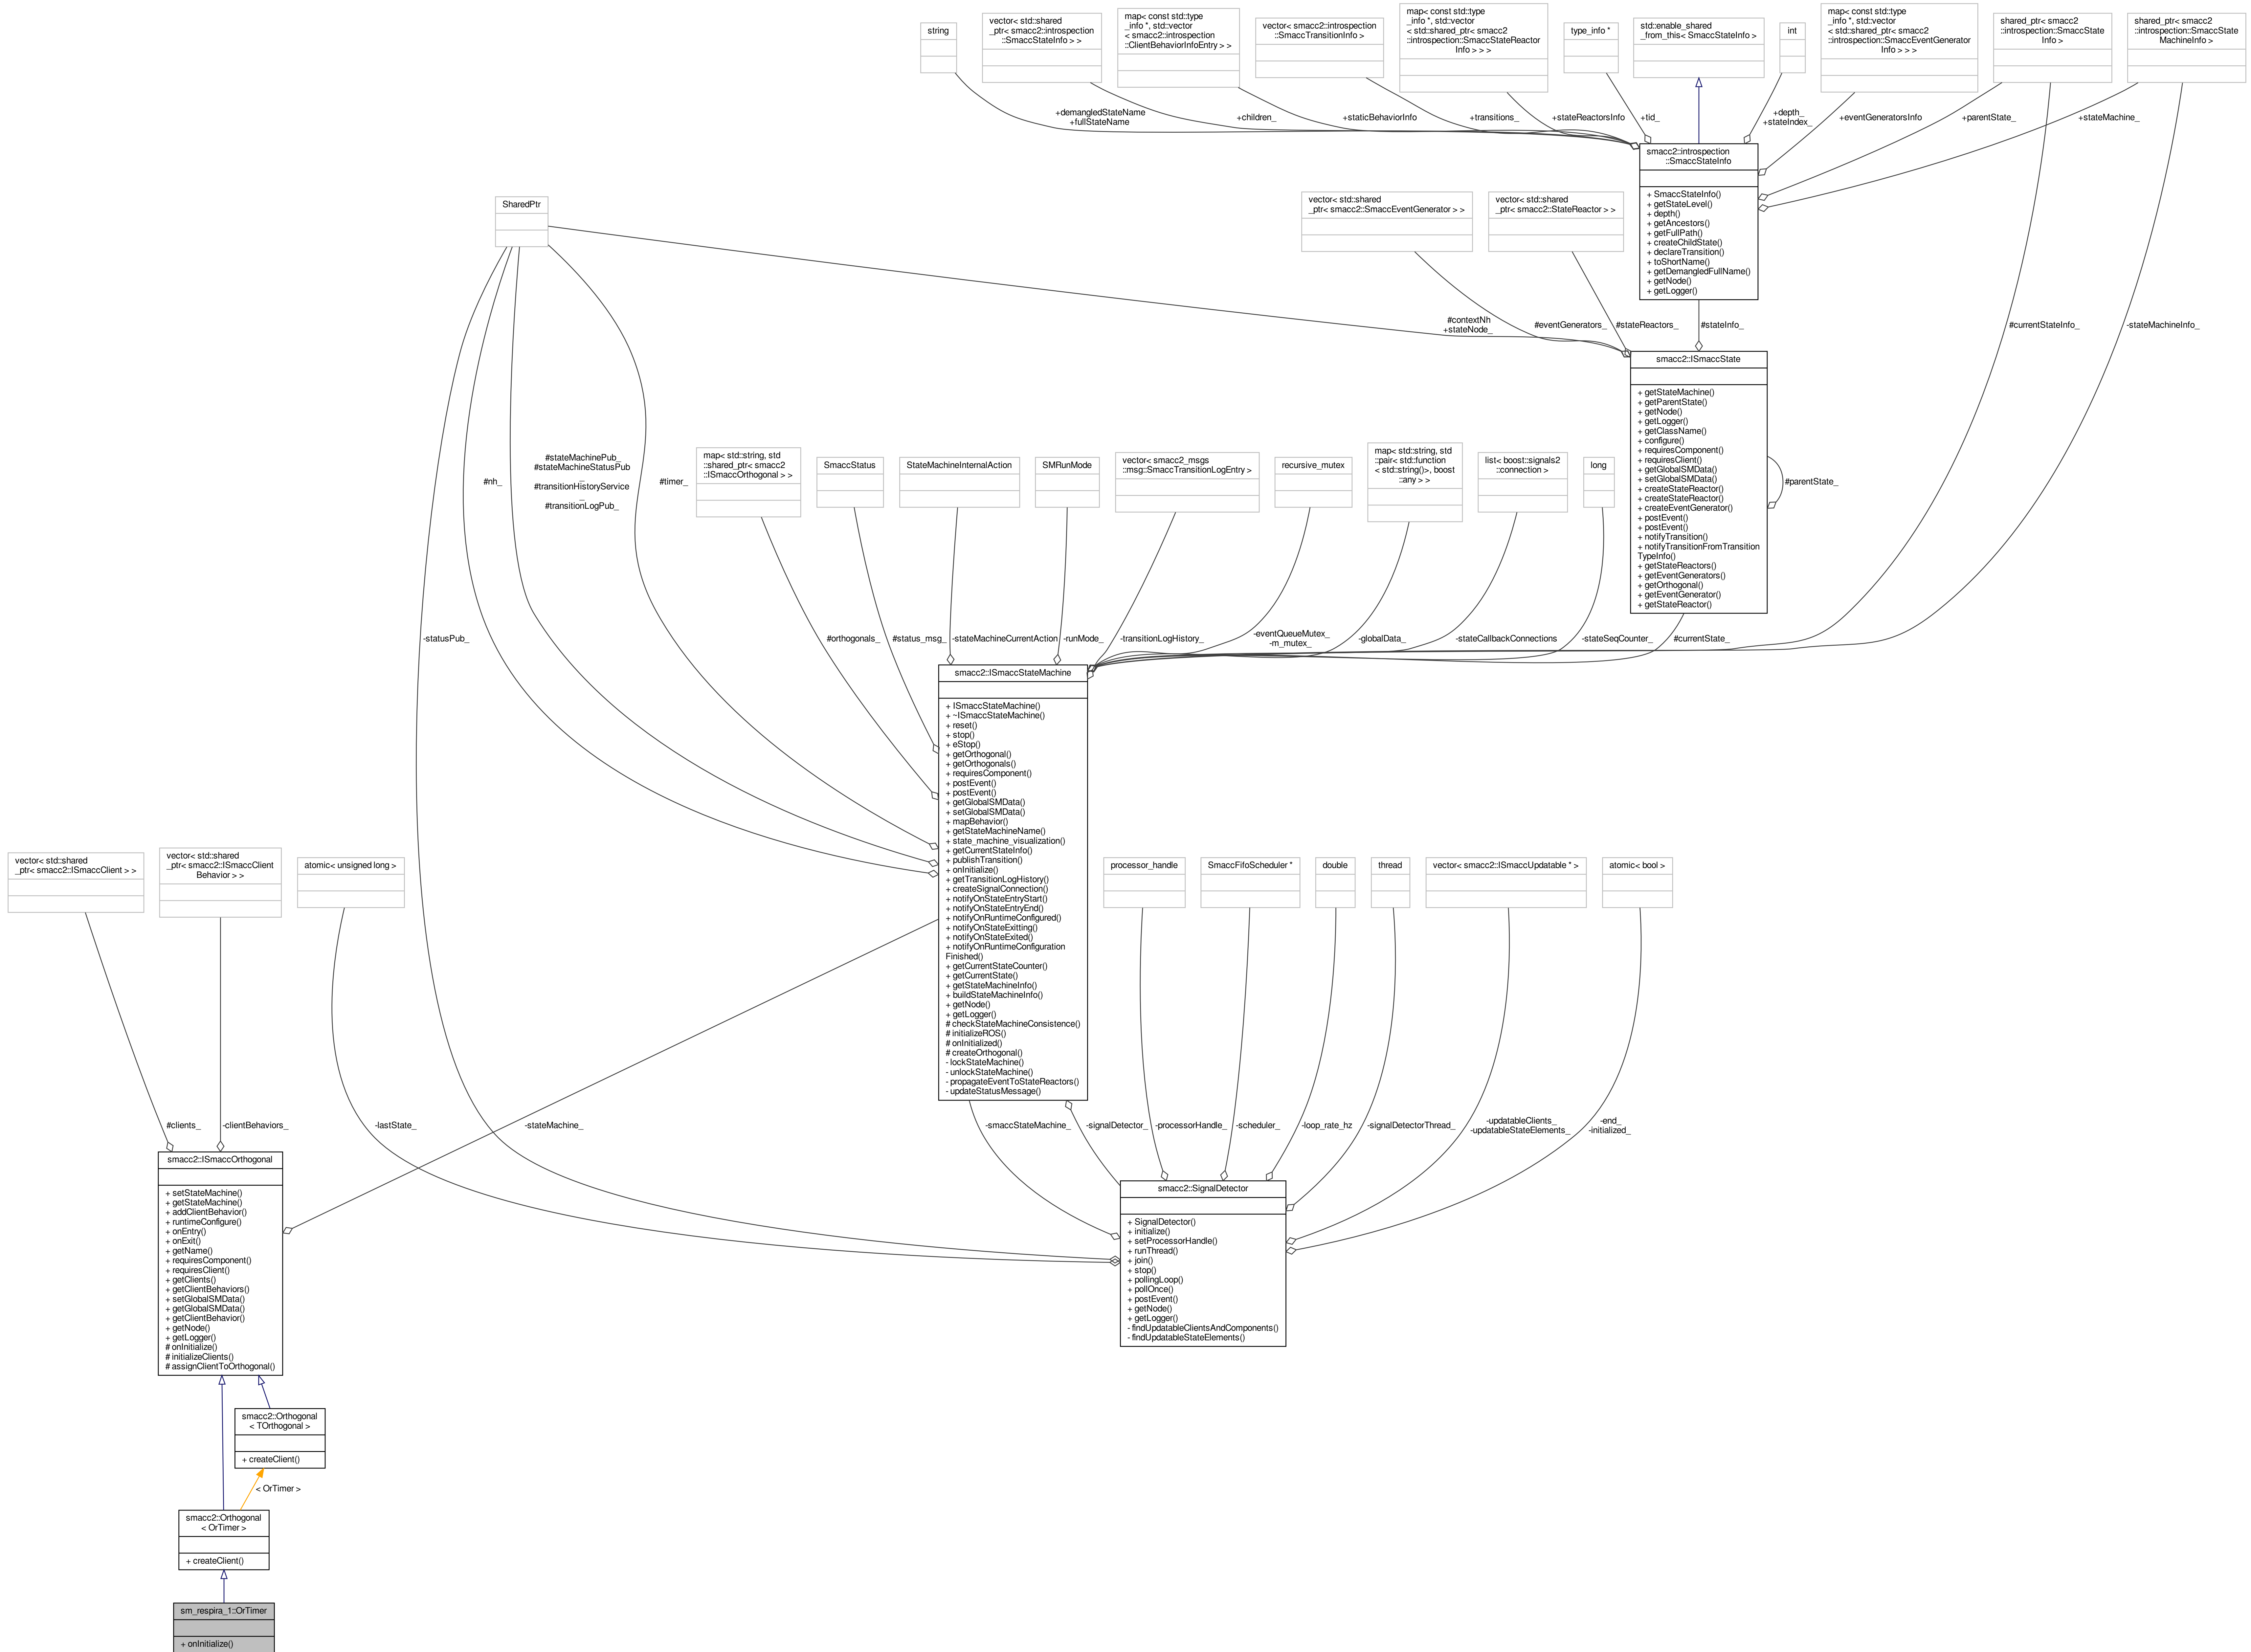 string
vector< std::shared
_ptr< smacc2::introspection
::SmaccStateInfo > >
map< const std::type
_info *, std::vector
< smacc2::introspection
::ClientBehaviorInfoEntry > >
vector< smacc2::introspection
::SmaccTransitionInfo >
map< const std::type
_info *, std::vector
< std::shared_ptr< smacc2
::introspection::SmaccStateReactor
Info > > >
type_info *
std::enable_shared
_from_this< SmaccStateInfo >
int
map< const std::type
_info *, std::vector
< std::shared_ptr< smacc2
::introspection::SmaccEventGenerator
Info > > >
shared_ptr< smacc2
::introspection::SmaccState
Info >
shared_ptr< smacc2
::introspection::SmaccState
MachineInfo >
+demangledStateName
+fullStateName
+children_
+staticBehaviorInfo
+transitions_
+stateReactorsInfo
+tid_
+depth_
+stateIndex_
+eventGeneratorsInfo
+parentState_
+stateMachine_
smacc2::introspection
::SmaccStateInfo
+ SmaccStateInfo()
+ getStateLevel()
+ depth()
+ getAncestors()
+ getFullPath()
+ createChildState()
+ declareTransition()
+ toShortName()
+ getDemangledFullName()
+ getNode()
+ getLogger()
SharedPtr
vector< std::shared
_ptr< smacc2::SmaccEventGenerator > >
vector< std::shared
_ptr< smacc2::StateReactor > >
#contextNh
+stateNode_
#eventGenerators_
#stateReactors_
#stateInfo_
#currentStateInfo_
-stateMachineInfo_
smacc2::ISmaccState
+ getStateMachine()
+ getParentState()
+ getNode()
+ getLogger()
+ getClassName()
+ configure()
+ requiresComponent()
+ requiresClient()
+ getGlobalSMData()
+ setGlobalSMData()
+ createStateReactor()
+ createStateReactor()
+ createEventGenerator()
+ postEvent()
+ postEvent()
+ notifyTransition()
+ notifyTransitionFromTransition
TypeInfo()
+ getStateReactors()
+ getEventGenerators()
+ getOrthogonal()
+ getEventGenerator()
+ getStateReactor()
#parentState_
#nh_
#stateMachinePub_
#stateMachineStatusPub
_
#transitionHistoryService
_
#transitionLogPub_
#timer_
map< std::string, std
::shared_ptr< smacc2
::ISmaccOrthogonal > >
SmaccStatus
StateMachineInternalAction
SMRunMode
vector< smacc2_msgs
::msg::SmaccTransitionLogEntry >
recursive_mutex
map< std::string, std
::pair< std::function
< std::string()>, boost
::any > >
list< boost::signals2
::connection >
long
-statusPub_
#orthogonals_
#status_msg_
-stateMachineCurrentAction
-runMode_
-transitionLogHistory_
-eventQueueMutex_
-m_mutex_
-globalData_
-stateCallbackConnections
-stateSeqCounter_
#currentState_
smacc2::ISmaccStateMachine
+ ISmaccStateMachine()
+ ~ISmaccStateMachine()
+ reset()
+ stop()
+ eStop()
+ getOrthogonal()
+ getOrthogonals()
+ requiresComponent()
+ postEvent()
+ postEvent()
+ getGlobalSMData()
+ setGlobalSMData()
+ mapBehavior()
+ getStateMachineName()
+ state_machine_visualization()
+ getCurrentStateInfo()
+ publishTransition()
+ onInitialize()
+ getTransitionLogHistory()
+ createSignalConnection()
+ notifyOnStateEntryStart()
+ notifyOnStateEntryEnd()
+ notifyOnRuntimeConfigured()
+ notifyOnStateExitting()
+ notifyOnStateExited()
+ notifyOnRuntimeConfiguration
Finished()
+ getCurrentStateCounter()
+ getCurrentState()
+ getStateMachineInfo()
+ buildStateMachineInfo()
+ getNode()
+ getLogger()
# checkStateMachineConsistence()
# initializeROS()
# onInitialized()
# createOrthogonal()
- lockStateMachine()
- unlockStateMachine()
- propagateEventToStateReactors()
- updateStatusMessage()
vector< std::shared
_ptr< smacc2::ISmaccClient > >
vector< std::shared
_ptr< smacc2::ISmaccClient
Behavior > >
atomic< unsigned long >
processor_handle
SmaccFifoScheduler *
double
thread
vector< smacc2::ISmaccUpdatable * >
atomic< bool >
#clients_
-clientBehaviors_
-lastState_
-stateMachine_
-smaccStateMachine_
-signalDetector_
-processorHandle_
-scheduler_
-loop_rate_hz
-signalDetectorThread_
-updatableClients_
-updatableStateElements_
-end_
-initialized_
smacc2::ISmaccOrthogonal
+ setStateMachine()
+ getStateMachine()
+ addClientBehavior()
+ runtimeConfigure()
+ onEntry()
+ onExit()
+ getName()
+ requiresComponent()
+ requiresClient()
+ getClients()
+ getClientBehaviors()
+ setGlobalSMData()
+ getGlobalSMData()
+ getClientBehavior()
+ getNode()
+ getLogger()
# onInitialize()
# initializeClients()
# assignClientToOrthogonal()
smacc2::SignalDetector
+ SignalDetector()
+ initialize()
+ setProcessorHandle()
+ runThread()
+ join()
+ stop()
+ pollingLoop()
+ pollOnce()
+ postEvent()
+ getNode()
+ getLogger()
- findUpdatableClientsAndComponents()
- findUpdatableStateElements()
smacc2::Orthogonal
< TOrthogonal >
+ createClient()
< OrTimer >
smacc2::Orthogonal
< OrTimer >
+ createClient()
sm_respira_1::OrTimer
+ onInitialize()